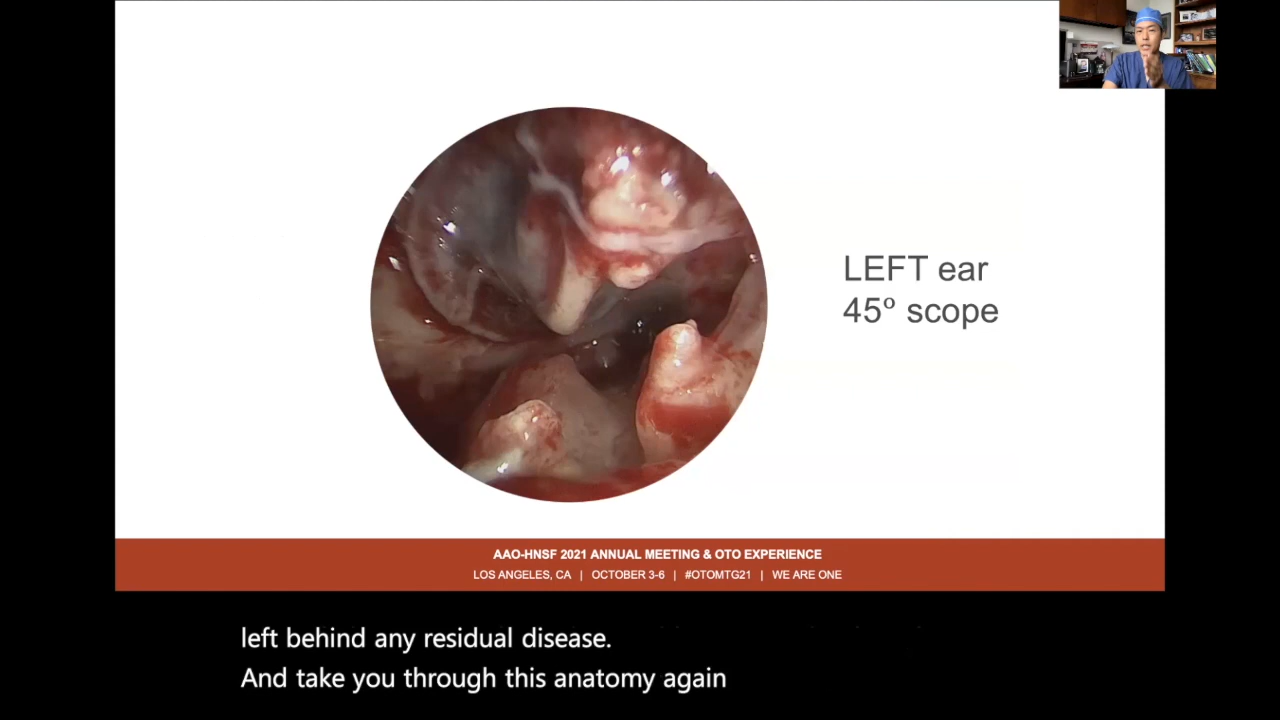 LEFT ear
45º scope
AAO-HNSF 2021 ANNUAL MEETING & OTO EXPERIENCE
LOS ANGELES, CA | OCTOBER 3-6 | #OTOMTG21 | WE ARE ONE
left behind any residual disease.
And take you through this anatomy again